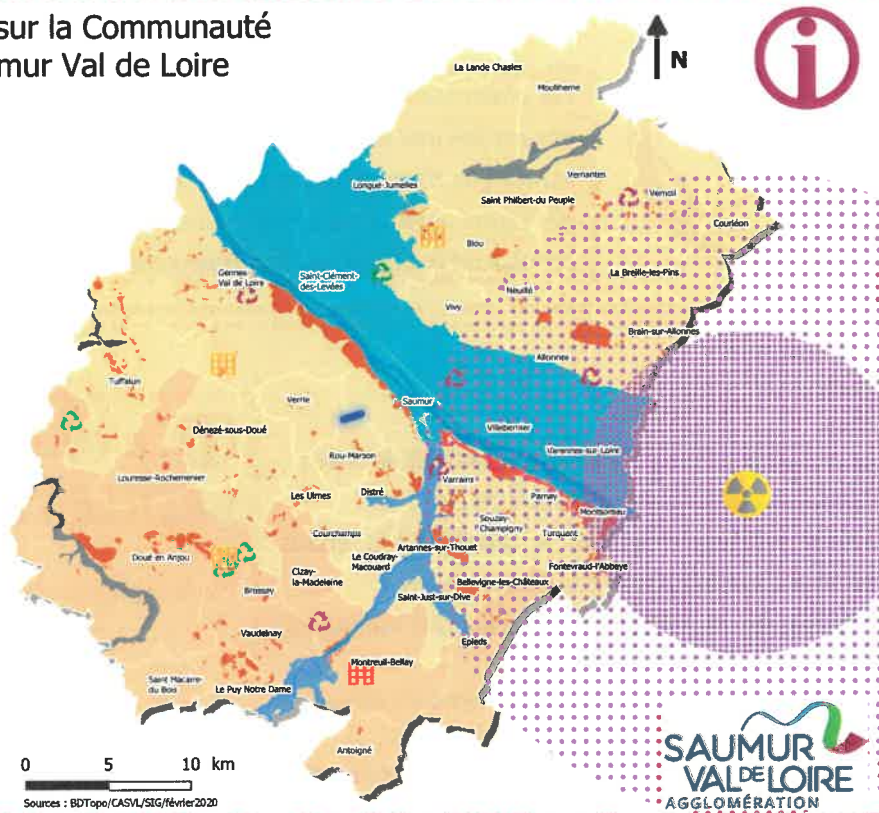 sur la Communauté
mur Val de Loire
N
La Lande Chasles
Mouliherne
Vernantes
Longué-Jumelles
Saint Philbert-du Peuple
Vernoil
Courléon
Blou
Gennes
Val de Loire
Saint-Clément-
des-Levées
La Breille-les-Pins
Neuillé
Vivy
Brain-sur-Allonnes
Allonnes
Tuffalun
Verrie
Saumur
Dénezé-sous-Doué
Villebernier
Rou-Marson
Varennes-sur-Loire
Louresse-Rochemenier
Varrains
Les Ulmes
Distré
Parnay
Montsoreau
Souzay-
Champigny
Courchamps
Turquant
Artannes-sur-Thouet
Doué en Anjou
Le Coudray-
Macouard
Fontevraud-l'Abbaye
Cizay-
la-Madeleine
Bellevigne-les-Châteaux
Brossay
Saint-Just-sur-Dive
Vaudelnay
Epieds
Montreuil-Bellay
Saint Macaire-
du Bois
Le Puy Notre Dame
Antoigné
0 5 10 km
Sources : BDTopo/CASVL/SIG/février2020
SAUMUR
VAL DE LOIRE
AGGLOMÉRATION